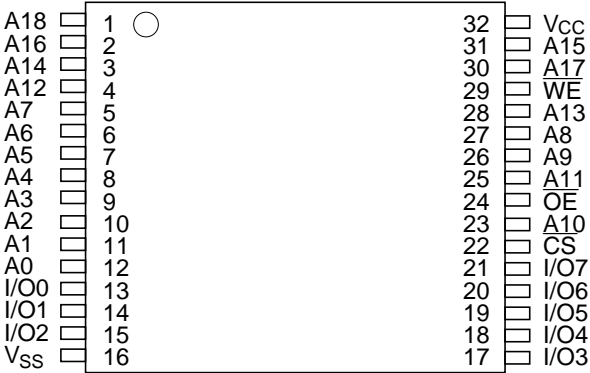 A18 1 32 VCC
A16 2 31 A15
A14 3 30 A17
A12 4 29 W̅E̅
A7 5 28 A13
A6 6 27 A8
A5 7 26 A9
A4 8 25 A11
A3 9 24 O̅E̅
A2 10 23 A10
A1 11 22 C̅S̅
A0 12 21 I/O7
I/O0 13 20 I/O6
I/O1 14 19 I/O5
I/O2 15 18 I/O4
VSS 16 17 I/O3